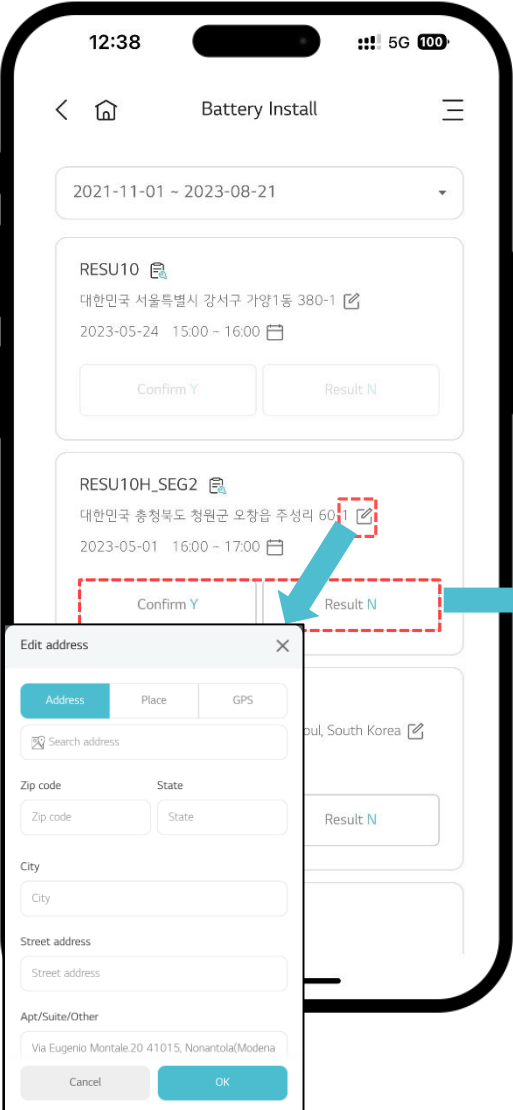 12:38
5G 100
Battery Install
2021-11-01 ~ 2023-08-21
RESU10
대한민국 서울특별시 강서구 가양1동 380-1
2023-05-24 15:00 ~ 16:00
Confirm Y
Result N
RESU10H_SEG2
대한민국 충청북도 청원군 오창읍 주성리 60-1
2023-05-01 16:00 ~ 17:00
Confirm Y
Result N
South Korea
Result N
Edit address
Address
Place
GPS
Search address
Zip code
State
Zip code
State
City
City
Street address
Street address
Apt/Suite/Other
Via Eugenio Montale.20 41015, Nonantola(Modena
Cancel
OK